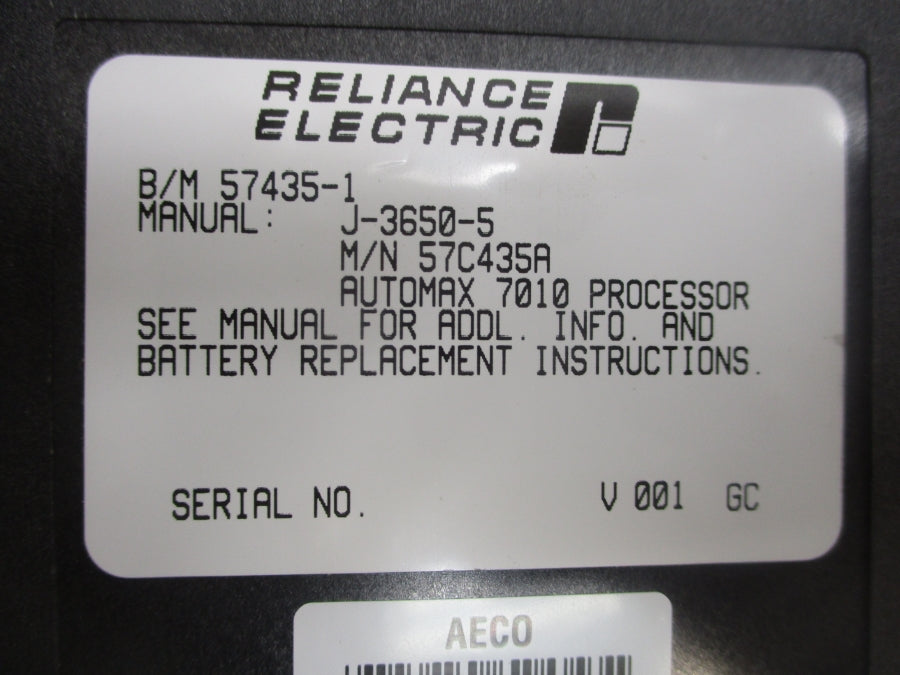 RELIANCE
ELECTRIC
B/M 57435-1
MANUAL: J-3650-5
M/N 57C435A
AUTOMAX 7010 PROCESSOR
SEE MANUAL FOR ADDL. INFO. AND
BATTERY REPLACEMENT INSTRUCTIONS.
SERIAL NO. V 001 GC
AECO